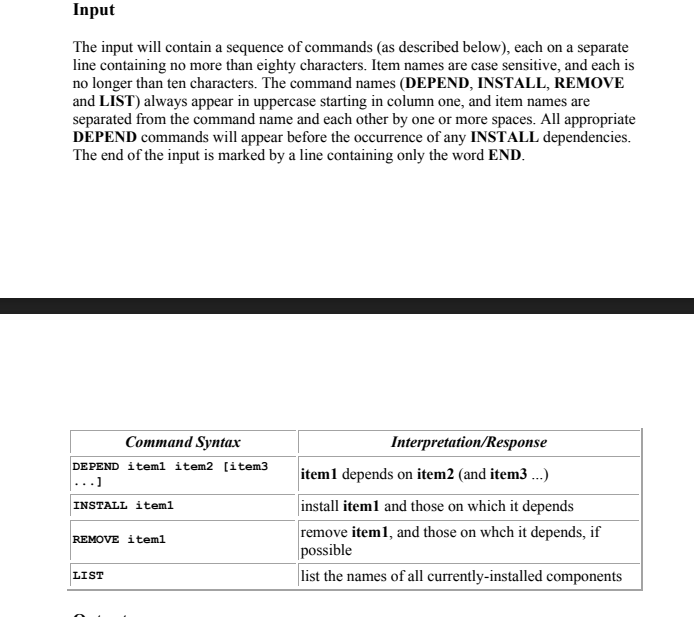 Input
The input will contain a sequence of commands (as described below), each on a separate
line containing no more than eighty characters. Item names are case sensitive, and each is
no longer than ten characters. The command names (DEPEND, INSTALL, REMOVE
and LIST) always appear in uppercase starting in column one, and item names are
separated from the command name and each other by one or more spaces. All appropriate
DEPEND commands will appear before the occurrence of any INSTALL dependencies.
The end of the input is marked by a line containing only the word END.
Command Syntax Interpretation/Response
DEPEND item1 item2 [item3
...]
item1 depends on item2 (and item3 ...)
INSTALL item1 install item1 and those on which it depends
REMOVE item1
remove item1, and those on whch it depends, if
possible
LIST list the names of all currently-installed components